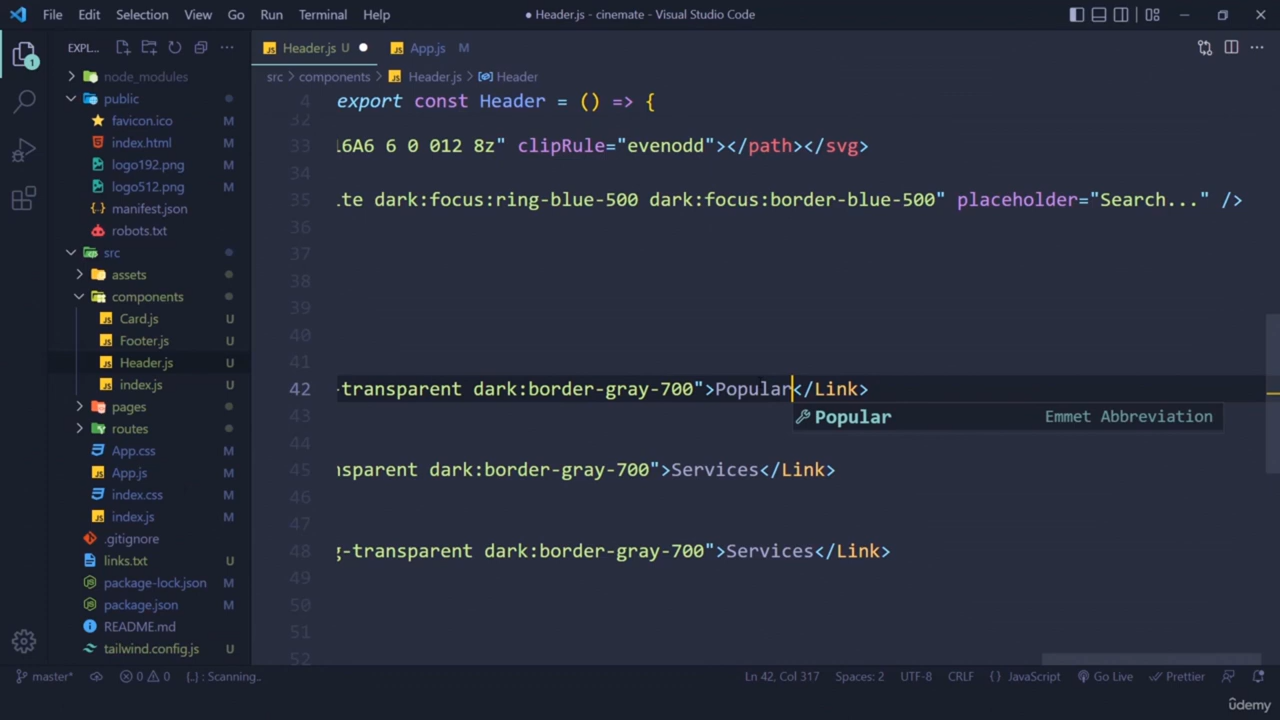 File Edit Selection View Go Run Terminal Help
● Header.js - cinemate - Visual Studio Code
EXPL... ···
Header.js U ●
App.js M
···
src > components > Header.js > Header
1
node_modules
public
favicon.ico
index.html
logo192.png
logo512.png
manifest.json
robots.txt
src
assets
components
Card.js U
Footer.js U
Header.js U
index.js U
pages
routes
App.css M
App.js M
index.css M
index.js M
.gitignore
links.txt U
package-lock.json M
package.json M
README.md
tailwind.config.js U
4 export const Header = () => {
32
33 16A6 6 0 012 8z" clipRule="evenodd"></path></svg>
34
35 ite dark:focus:ring-blue-500 dark:focus:border-blue-500" placeholder="Search..." />
36
37
38
39
40
41
42 -transparent dark:border-gray-700">Popular</Link>
Popular Emmet Abbreviation
43
44
45 nsparent dark:border-gray-700">Services</Link>
46
47
48 g-transparent dark:border-gray-700">Services</Link>
49
50
51
52
master* 0 0 {..} : Scanning..
Ln 42, Col 317 Spaces: 2 UTF-8 CRLF {} JavaScript Go Live Prettier
ûdemy